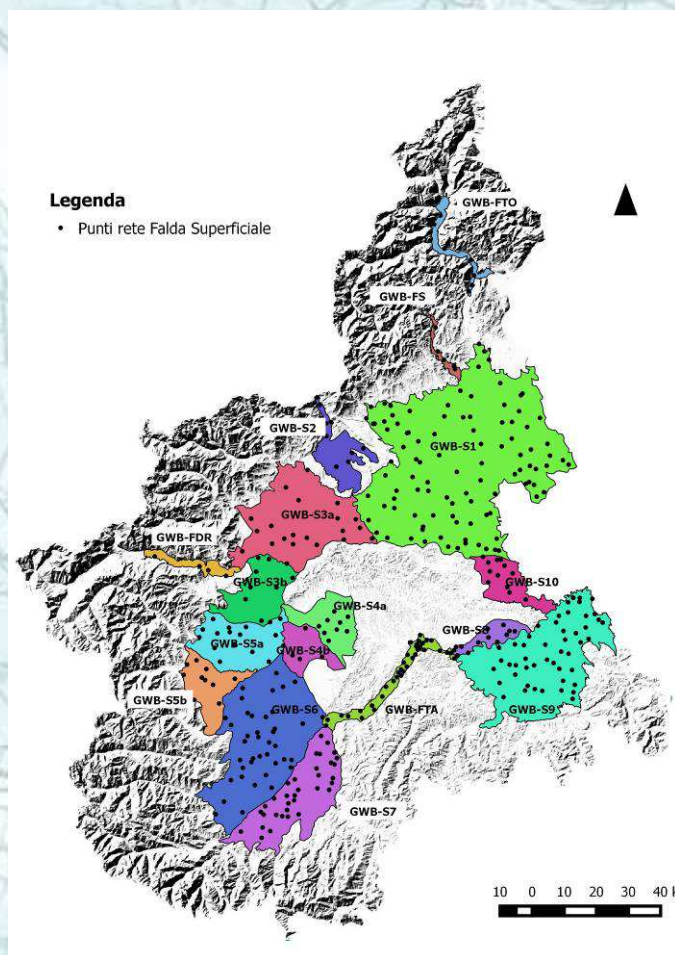 Legenda
• Punti rete Falda Superficiale
GWB-FTO
GWB-FS
GWB-S2
GWB-S1
GWB-S3a
GWB-FDR
GWB-S3b
GWB-S10
GWB-S4a
GWB-S8
GWB-S5a
GWB-S4b
GWB-S5b
GWB-S6
GWB-FTA
GWB-S9
GWB-S7
10 0 10 20 30 40 k